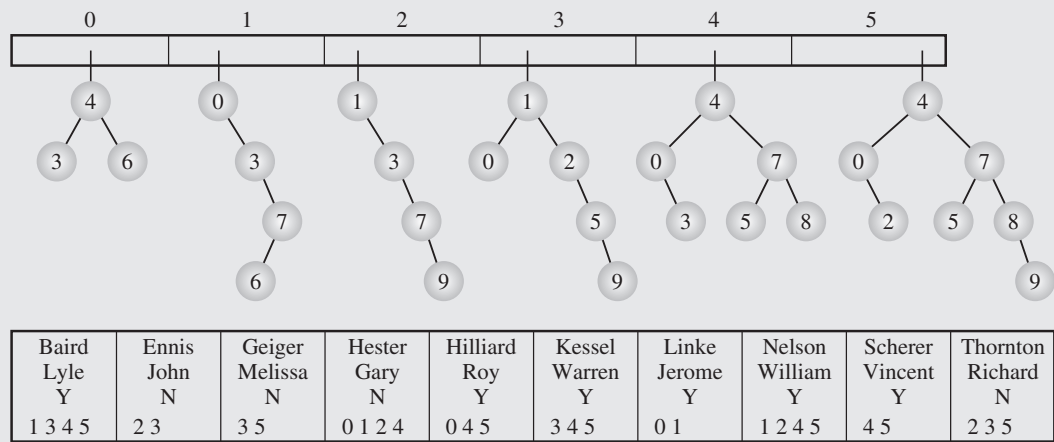 0 1 2 3 4 5
4 0 1 1 4 4
3 6 3 3 0 2 0 7 0 7
7 7 5 3 5 8 2 5 8
6 9 9 9
Baird Ennis Geiger Hester Hilliard Kessel Linke Nelson Scherer Thornton
Lyle John Melissa Gary Roy Warren Jerome William Vincent Richard
Y N N N Y Y Y Y Y N
1 3 4 5 2 3 3 5 0 1 2 4 0 4 5 3 4 5 0 1 1 2 4 5 4 5 2 3 5